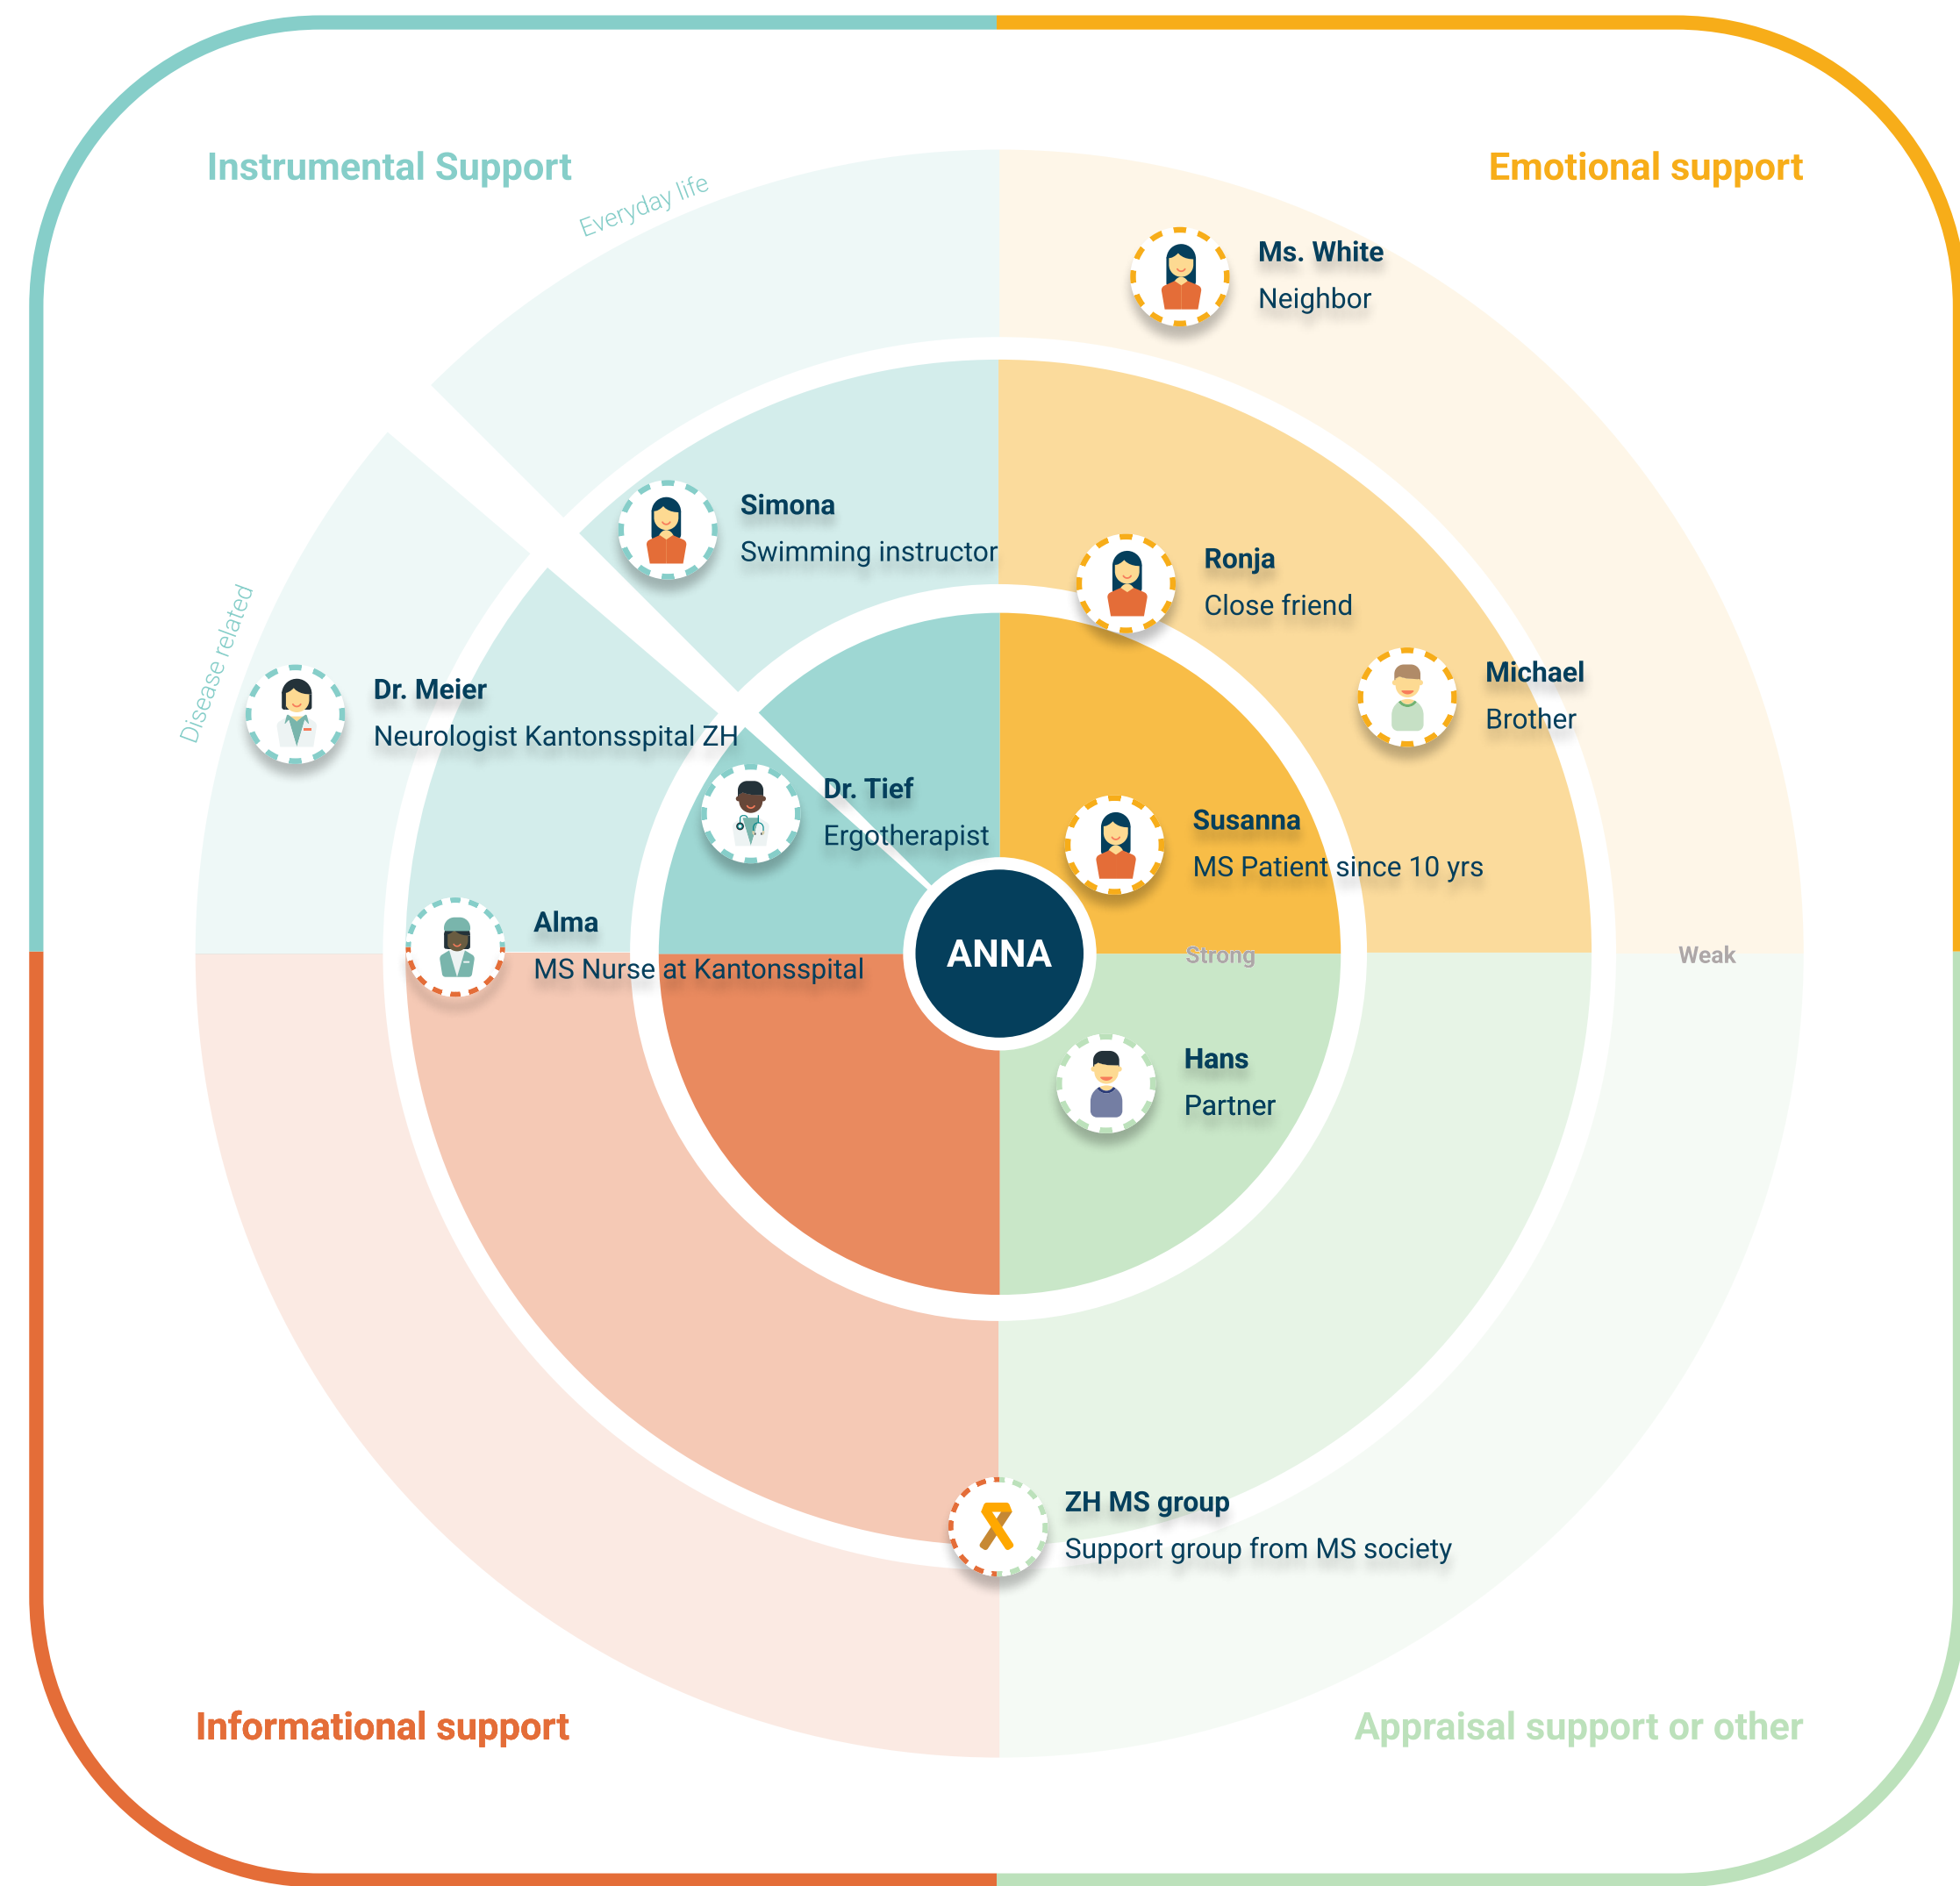 Instrumental Support
Emotional support
Everyday life
Ms. White
Neighbor
Simona
Swimming instructor
Ronja
Close friend
Disease related
Michael
Brother
Dr. Meier
Neurologist Kantonsspital ZH
Dr. Tief
Ergotherapist
Susanna
MS Patient since 10 yrs
Alma
MS Nurse at Kantonsspital
ANNA
Strong
Weak
Hans
Partner
ZH MS group
Support group from MS society
Informational support
Appraisal support or other